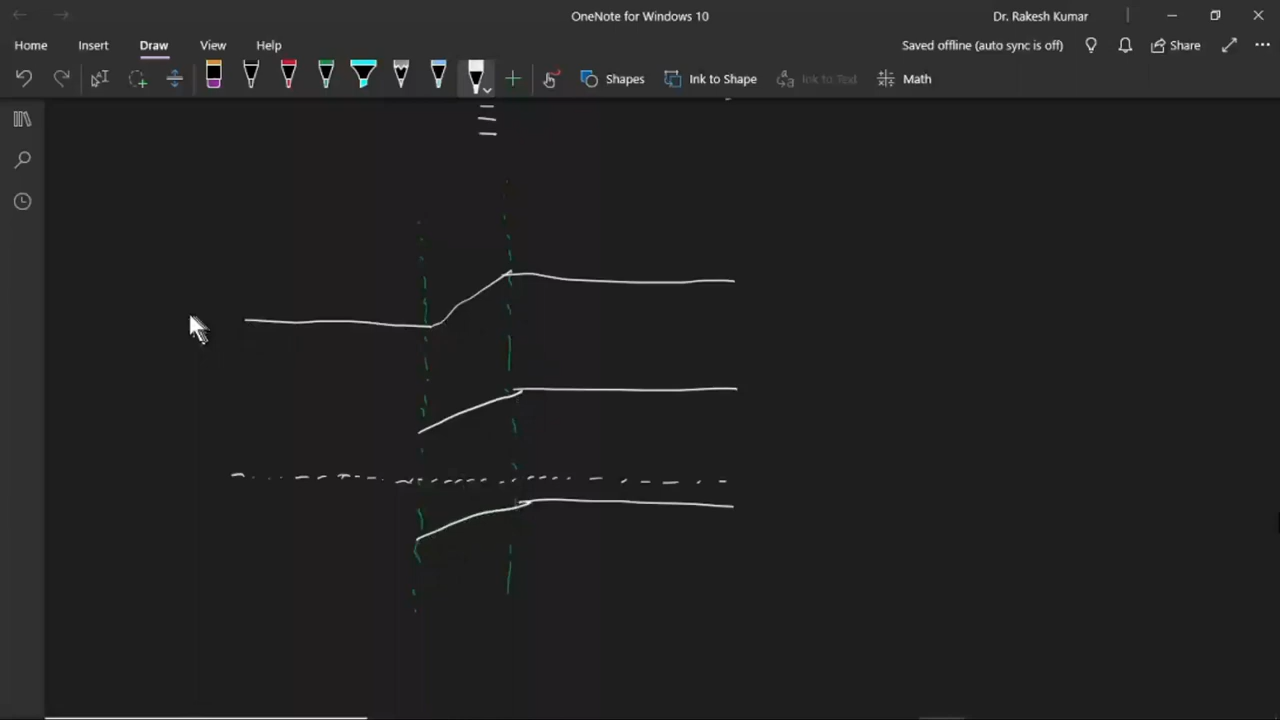 OneNote for Windows 10
Dr. Rakesh Kumar
Home Insert Draw View Help
Saved offline (auto sync is off)
Share
Shapes
Ink to Shape
Ink to Text
Math